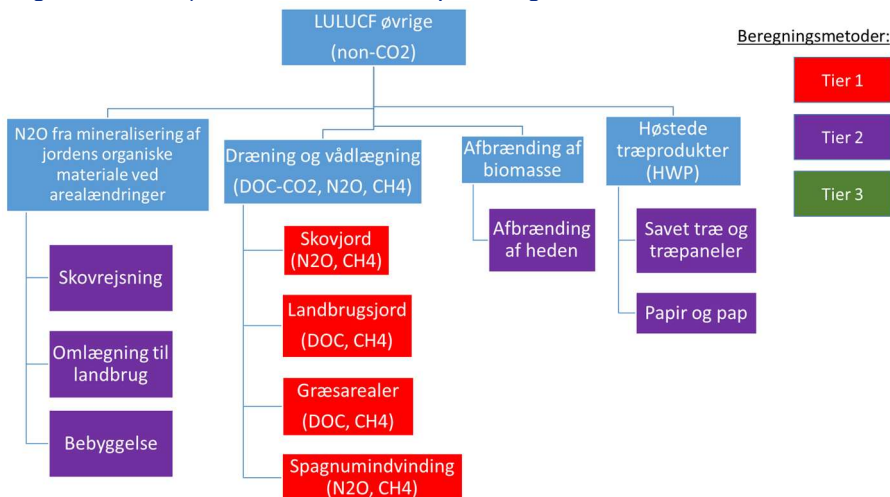 LULUCF øvrige
(non-CO2)
Beregningsmetoder:
Tier 1
Tier 2
Tier 3
N2O fra mineralisering af
jordens organiske
materiale ved
arealændringer
Skovrejsning
Omlægning til
landbrug
Bebyggelse
Dræning og vådlægning
(DOC-CO2, N2O, CH4)
Skovjord
(N2O, CH4)
Landbrugsjord
(DOC, CH4)
Græsarealer
(DOC, CH4)
Spagnumindvinding
(N2O, CH4)
Afbrænding af
biomasse
Afbrænding
af heden
Høstede
træprodukter
(HWP)
Savet træ og
træpaneler
Papir og pap